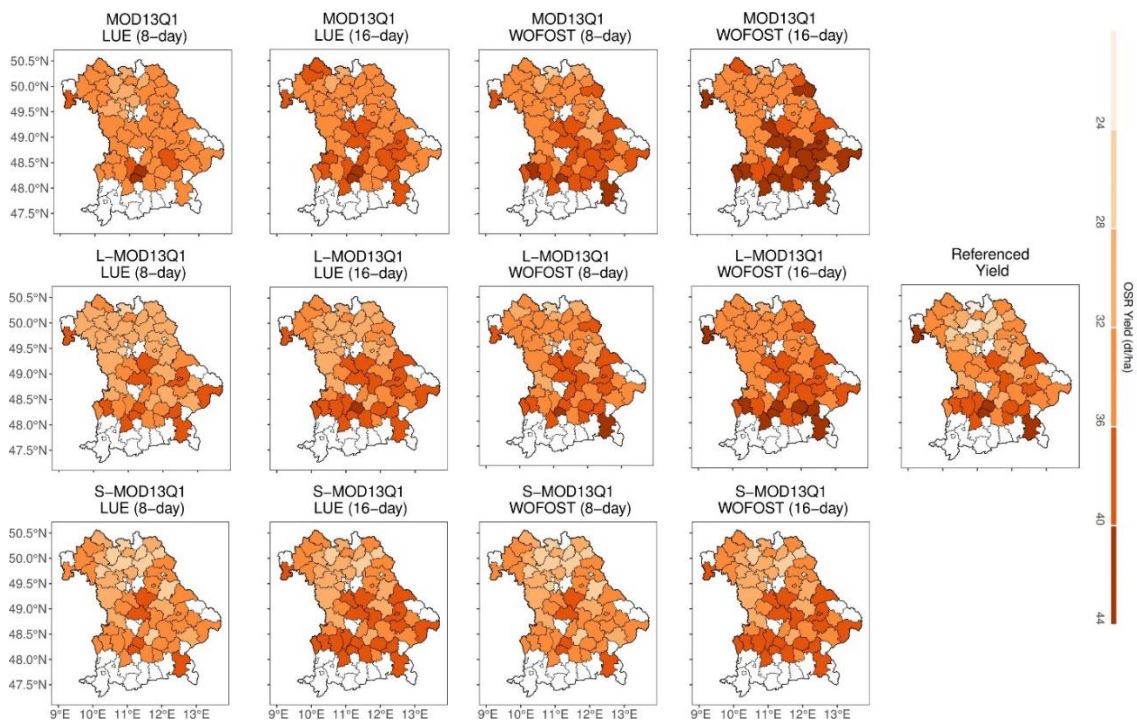 MOD13Q1
LUE (8−day)
MOD13Q1
LUE (16−day)
MOD13Q1
WOFOST (8−day)
MOD13Q1
WOFOST (16−day)
50.5°N
50.0°N
49.5°N
49.0°N
48.5°N
48.0°N
47.5°N
L−MOD13Q1
LUE (8−day)
L−MOD13Q1
LUE (16−day)
L−MOD13Q1
WOFOST (8−day)
L−MOD13Q1
WOFOST (16−day)
Referenced
Yield
50.5°N
50.0°N
49.5°N
49.0°N
48.5°N
48.0°N
47.5°N
S−MOD13Q1
LUE (8−day)
S−MOD13Q1
LUE (16−day)
S−MOD13Q1
WOFOST (8−day)
S−MOD13Q1
WOFOST (16−day)
50.5°N
50.0°N
49.5°N
49.0°N
48.5°N
48.0°N
47.5°N
9°E 10°E 11°E 12°E 13°E
9°E 10°E 11°E 12°E 13°E
9°E 10°E 11°E 12°E 13°E
9°E 10°E 11°E 12°E 13°E
24
28
32
36
40
44
OSR Yield (dt/ha)